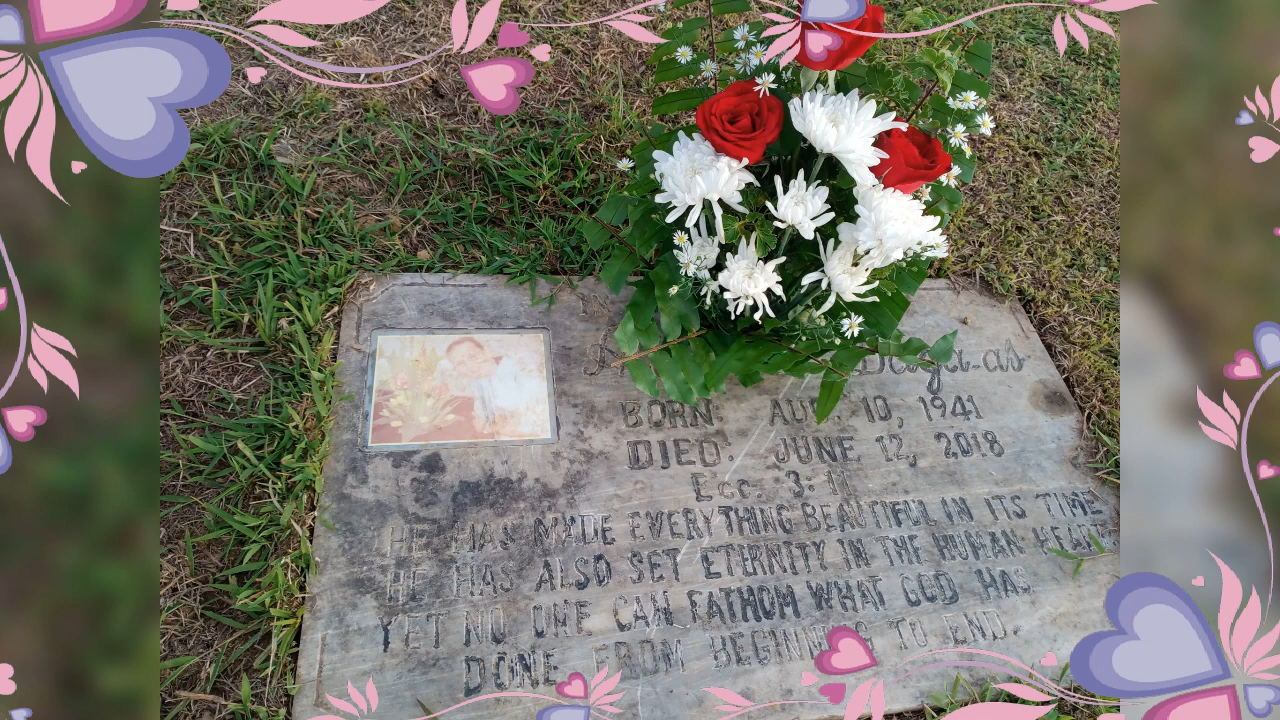 Daga-as
BORN: AUG. 10, 1941
DIED: JUNE 12, 2018
Ecc. 3:11
HE HAS MADE EVERYTHING BEAUTIFUL IN ITS TIME
HE HAS ALSO SET ETERNITY IN THE HUMAN HEART
YET NO ONE CAN FATHOM WHAT GOD HAS
DONE FROM BEGINNING TO END.